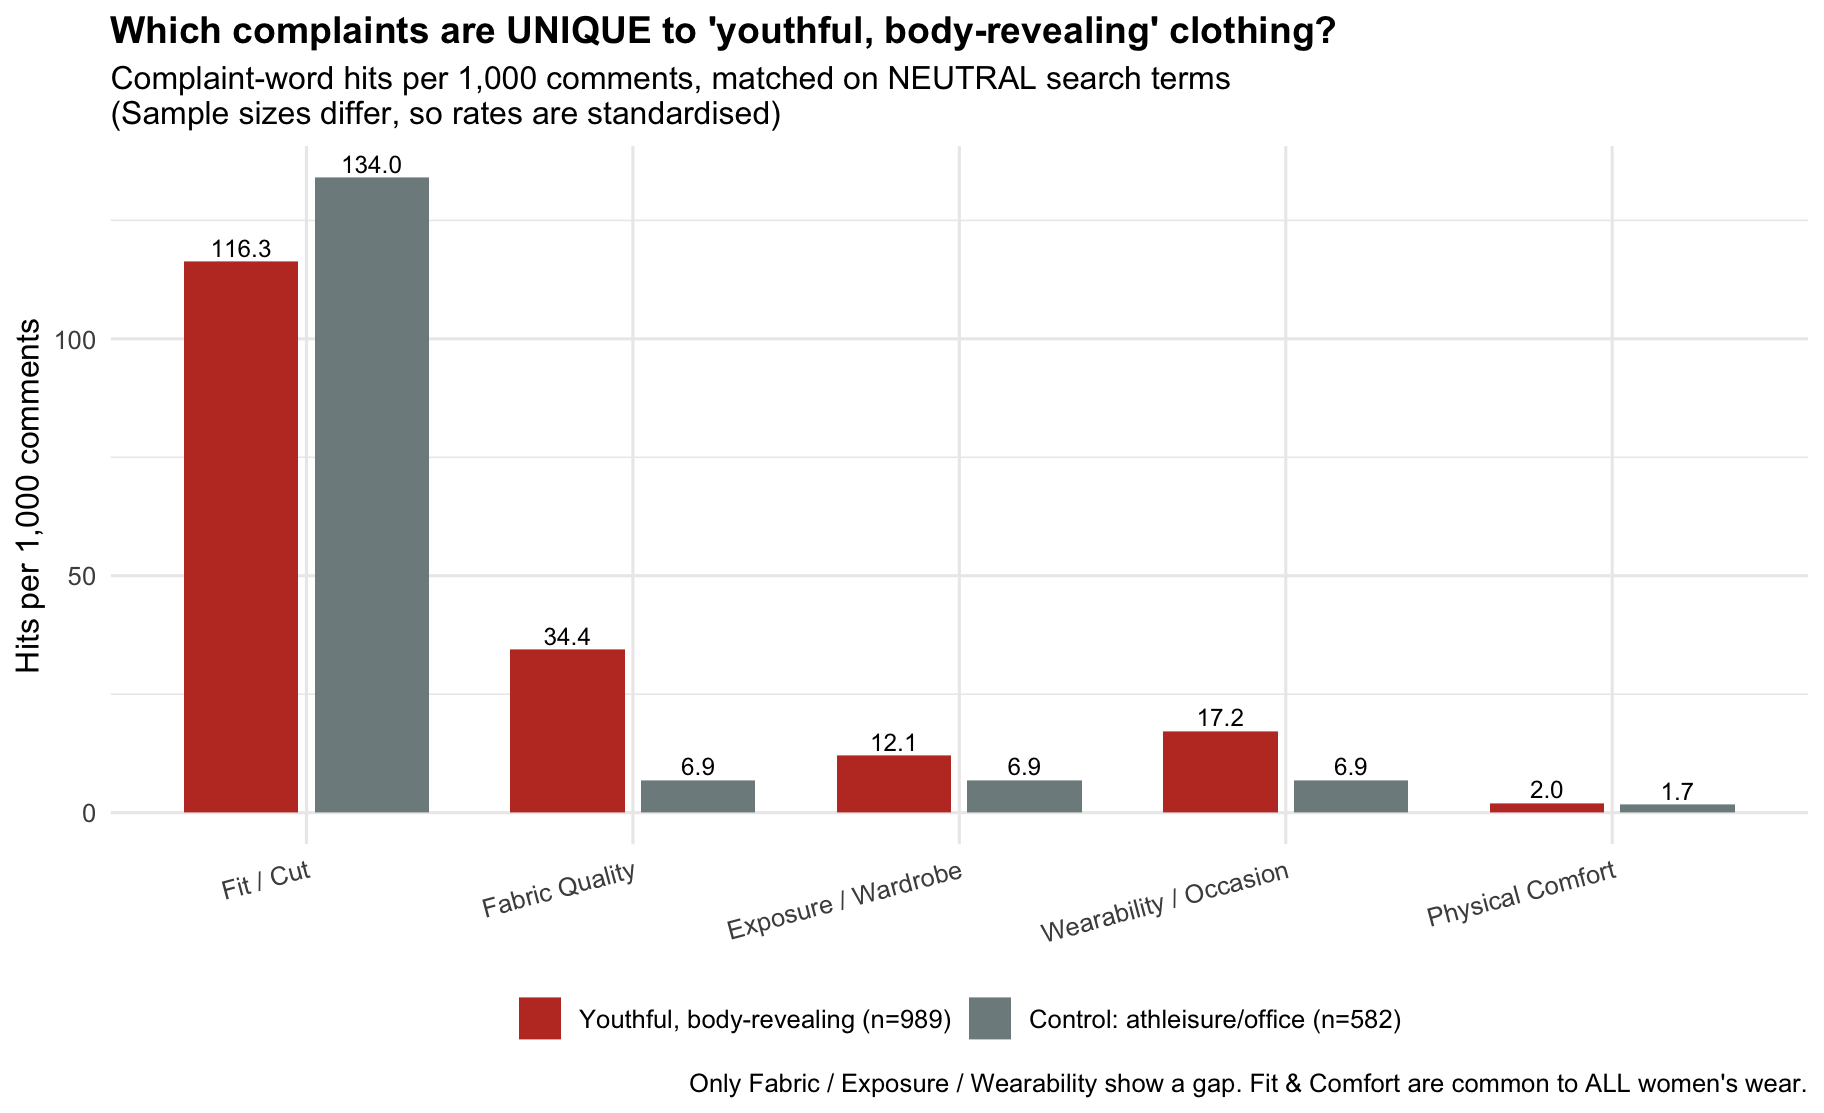 Which complaints are UNIQUE to 'youthful, body-revealing' clothing?
Complaint-word hits per 1,000 comments, matched on NEUTRAL search terms
(Sample sizes differ, so rates are standardised)
Hits per 1,000 comments
100
50
0
116.3
134.0
34.4
6.9
12.1
6.9
17.2
6.9
2.0
1.7
Fit / Cut
Fabric Quality
Exposure / Wardrobe
Wearability / Occasion
Physical Comfort
Youthful, body-revealing (n=989)
Control: athleisure/office (n=582)
Only Fabric / Exposure / Wearability show a gap. Fit & Comfort are common to ALL women's wear.